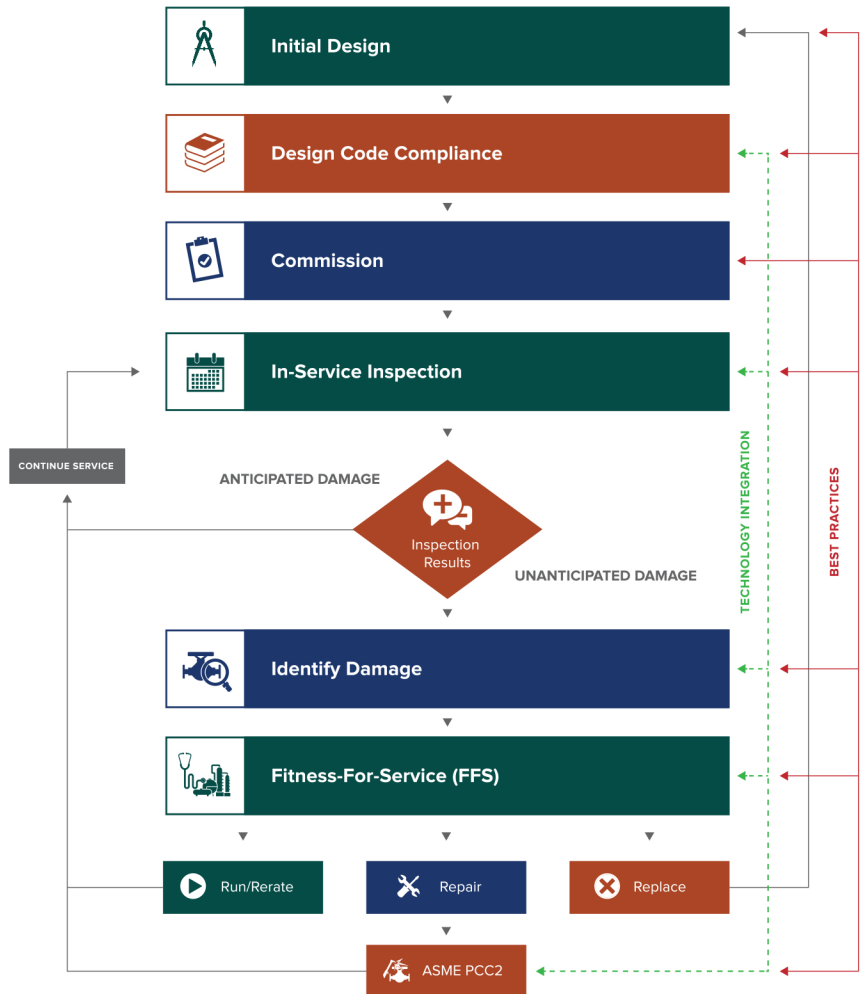 Initial Design
Design Code Compliance
Commission
In-Service Inspection
CONTINUE SERVICE
ANTICIPATED DAMAGE
Inspection
Results
UNANTICIPATED DAMAGE
TECHNOLOGY INTEGRATION
BEST PRACTICES
Identify Damage
Fitness-For-Service (FFS)
Run/Rerate
Repair
Replace
ASME PCC2